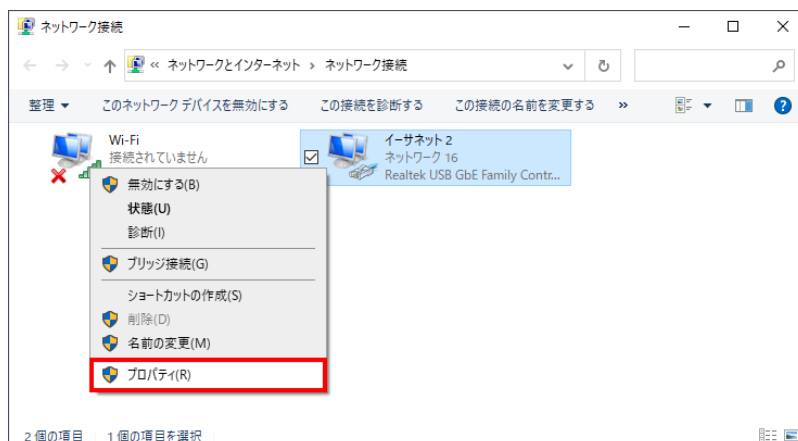 ネットワーク接続
« ネットワークとインターネット › ネットワーク接続
整理 ▼ このネットワーク デバイスを無効にする この接続を診断する この接続の名前を変更する »
Wi-Fi
接続されていません
イーサネット 2
ネットワーク 16
Realtek USB GbE Family Contr...
無効にする(B)
状態(U)
診断(I)
ブリッジ接続(G)
ショートカットの作成(S)
削除(D)
名前の変更(M)
プロパティ(R)
2 個の項目 1 個の項目を選択